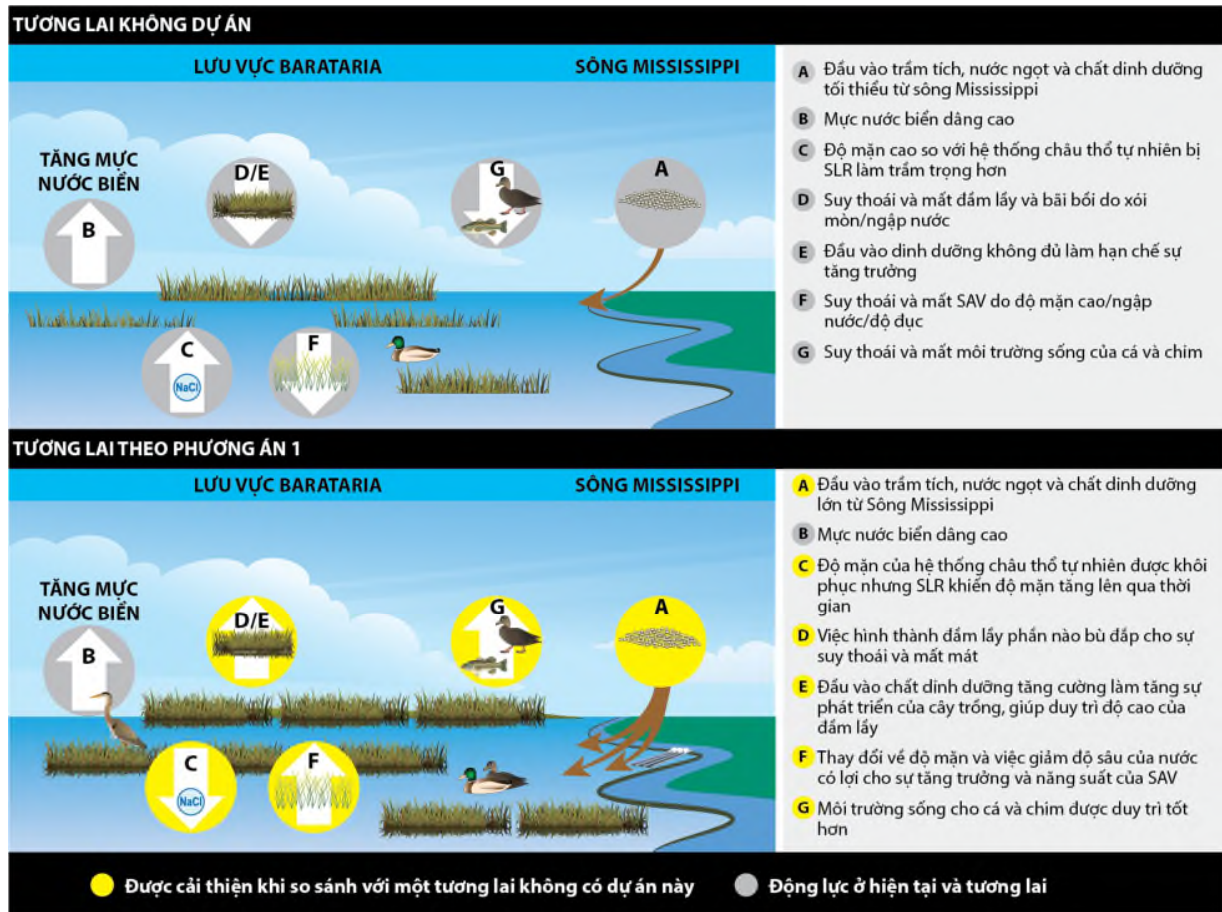 TƯƠNG LAI KHÔNG DỰ ÁN
LƯU VỰC BARATARIA
SÔNG MISSISSIPPI
TĂNG MỰC
NƯỚC BIỂN
B
D/E
G
A
C
NaCl
F
A Đầu vào trầm tích, nước ngọt và chất dinh dưỡng
tối thiểu từ sông Mississippi
B Mực nước biển dâng cao
C Độ mặn cao so với hệ thống châu thổ tự nhiên bị
SLR làm trầm trọng hơn
D Suy thoái và mất đầm lầy và bãi bồi do xói
mòn/ngập nước
E Đầu vào dinh dưỡng không đủ làm hạn chế sự
tăng trưởng
F Suy thoái và mất SAV do độ mặn cao/ngập
nước/độ đục
G Suy thoái và mất môi trường sống của cá và chim
TƯƠNG LAI THEO PHƯƠNG ÁN 1
LƯU VỰC BARATARIA
SÔNG MISSISSIPPI
TĂNG MỰC
NƯỚC BIỂN
B
D/E
G
A
C
NaCl
F
A Đầu vào trầm tích, nước ngọt và chất dinh dưỡng
lớn từ Sông Mississippi
B Mực nước biển dâng cao
C Độ mặn của hệ thống châu thổ tự nhiên được khôi
phục nhưng SLR khiến độ mặn tăng lên qua thời
gian
D Việc hình thành đầm lầy phần nào bù đắp cho sự
suy thoái và mất mát
E Đầu vào chất dinh dưỡng tăng cường làm tăng sự
phát triển của cây trồng, giúp duy trì độ cao của
đầm lầy
F Thay đổi về độ mặn và việc giảm độ sâu của nước
có lợi cho sự tăng trưởng và năng suất của SAV
G Môi trường sống cho cá và chim được duy trì tốt
hơn
Được cải thiện khi so sánh với một tương lai không có dự án này
Động lực ở hiện tại và tương lai